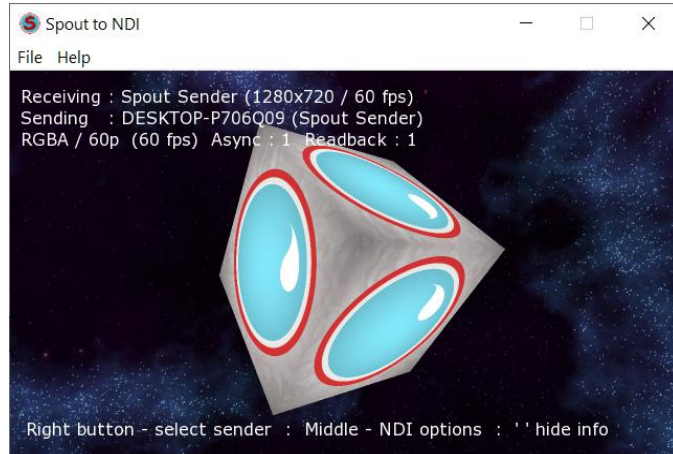 Spout to NDI
File Help
Receiving : Spout Sender (1280x720 / 60 fps)
Sending : DESKTOP-P706Q09 (Spout Sender)
RGBA / 60p (60 fps) Async : 1 Readback : 1
Right button - select sender : Middle - NDI options : ' ' hide info